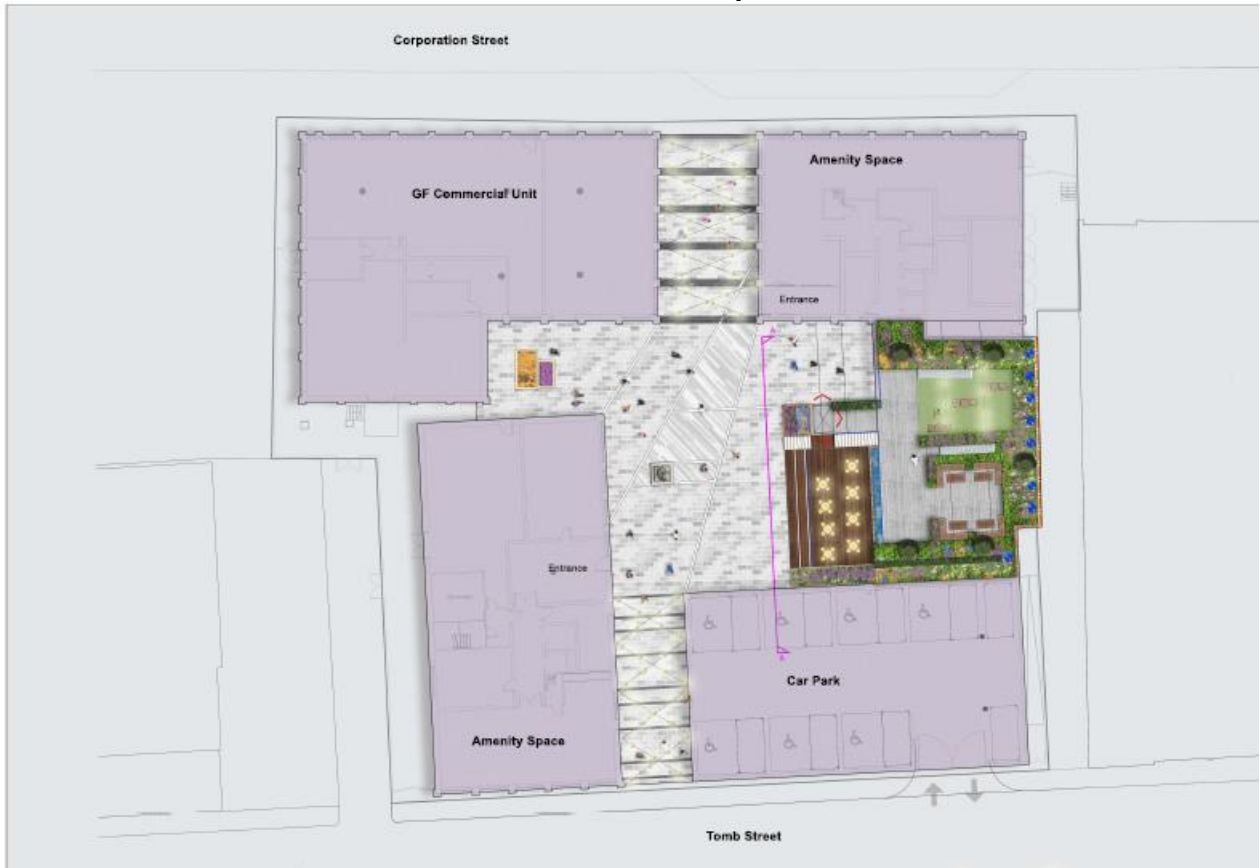 Corporation Street
Amenity Space
GF Commercial Unit
Entrance
Entrance
Car Park
Amenity Space
Tomb Street